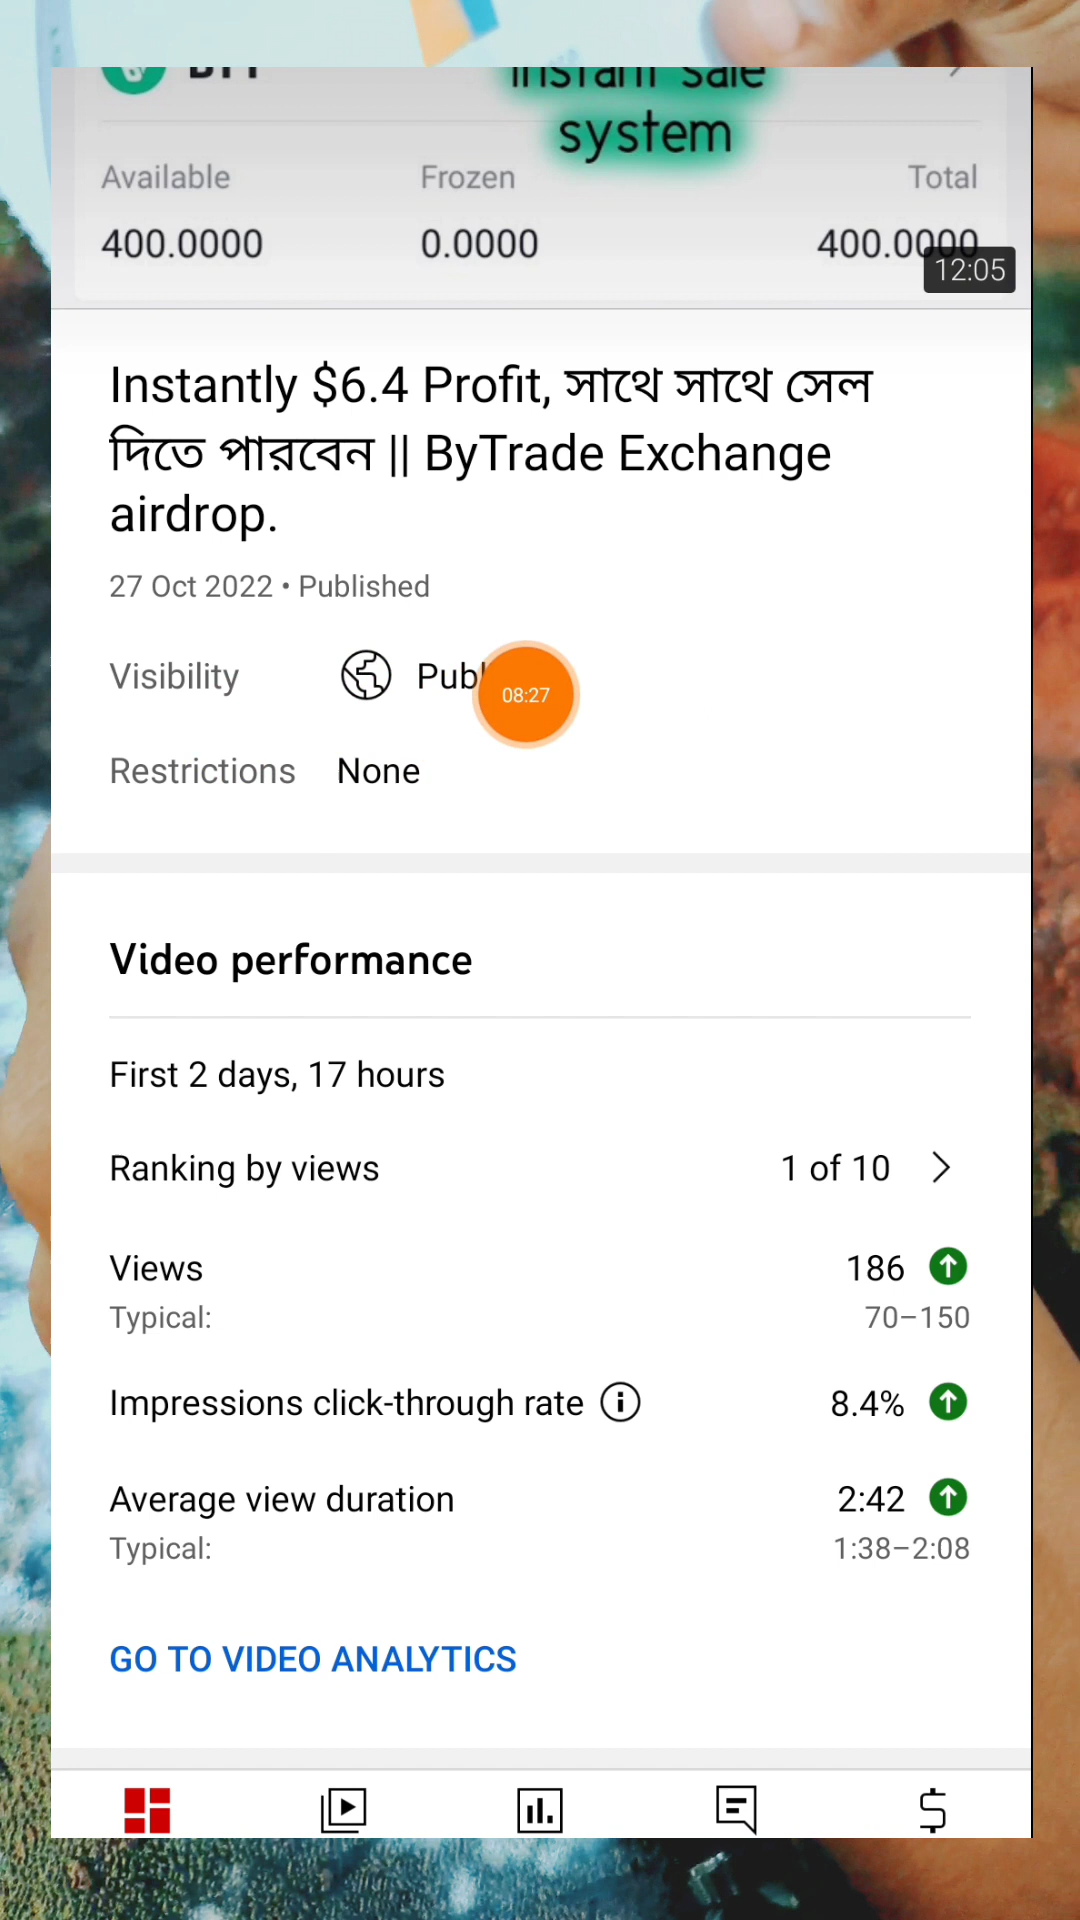 BTT
instant sale
system
Available Frozen Total
400.0000 0.0000 400.0000
12:05
Instantly $6.4 Profit, সাথে সাথে সেল
দিতে পারবেন || ByTrade Exchange
airdrop.
27 Oct 2022 • Published
Visibility
08:27
Restrictions None
Video performance
First 2 days, 17 hours
Ranking by views 1 of 10
Views 186
Typical: 70–150
Impressions click-through rate 8.4%
Average view duration 2:42
Typical: 1:38–2:08
GO TO VIDEO ANALYTICS